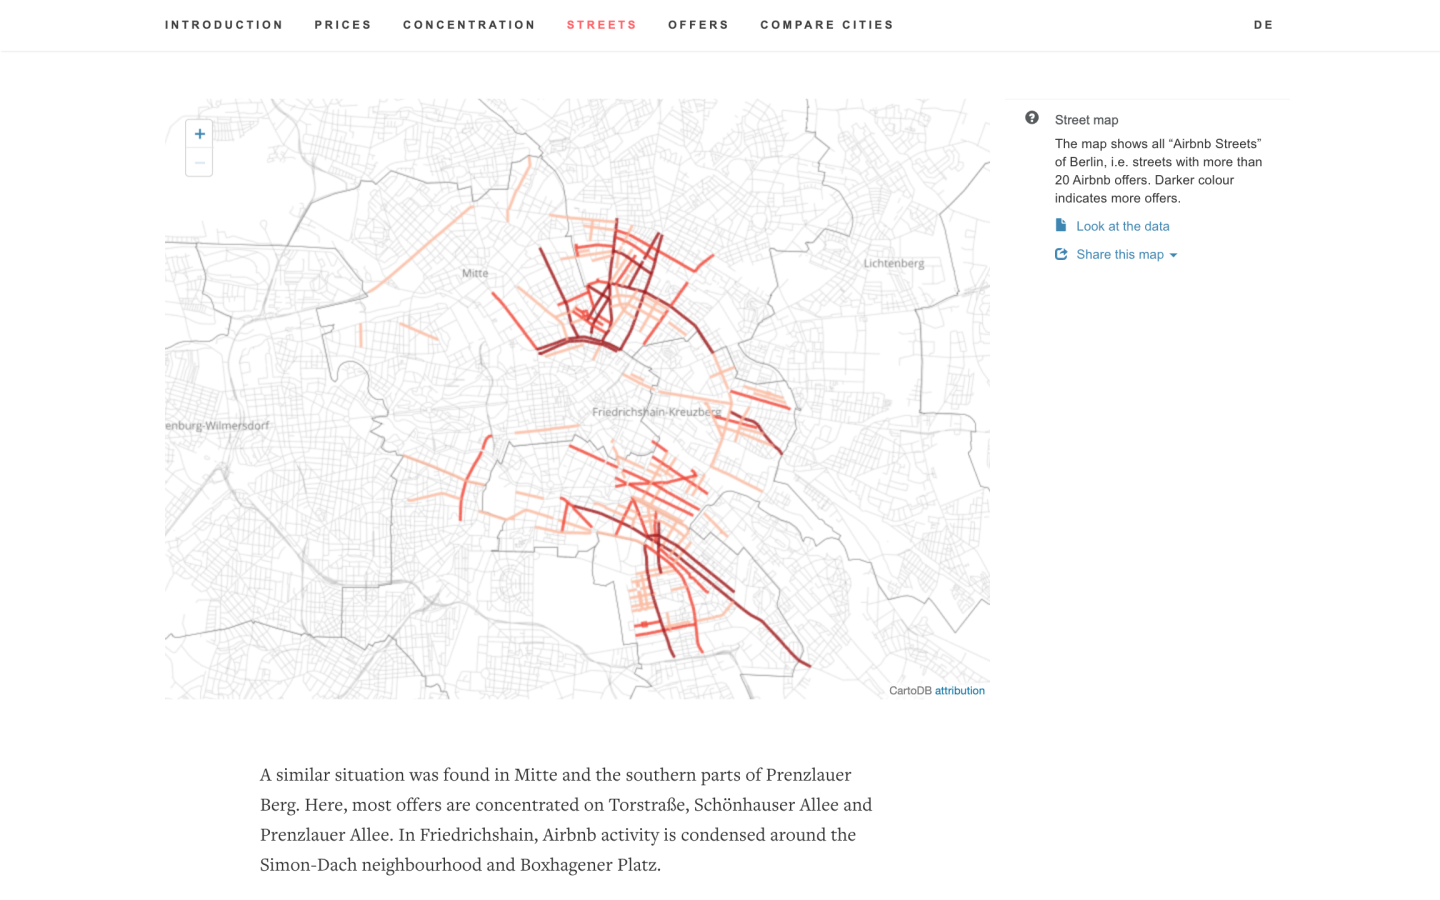 INTRODUCTION PRICES CONCENTRATION STREETS OFFERS COMPARE CITIES DE
+
−
Mitte
Lichtenberg
Friedrichshain-Kreuzberg
enburg-Wilmersdorf
CartoDB attribution
Street map
The map shows all “Airbnb Streets”
of Berlin, i.e. streets with more than
20 Airbnb offers. Darker colour
indicates more offers.
Look at the data
Share this map
A similar situation was found in Mitte and the southern parts of Prenzlauer
Berg. Here, most offers are concentrated on Torstraße, Schönhauser Allee and
Prenzlauer Allee. In Friedrichshain, Airbnb activity is condensed around the
Simon-Dach neighbourhood and Boxhagener Platz.